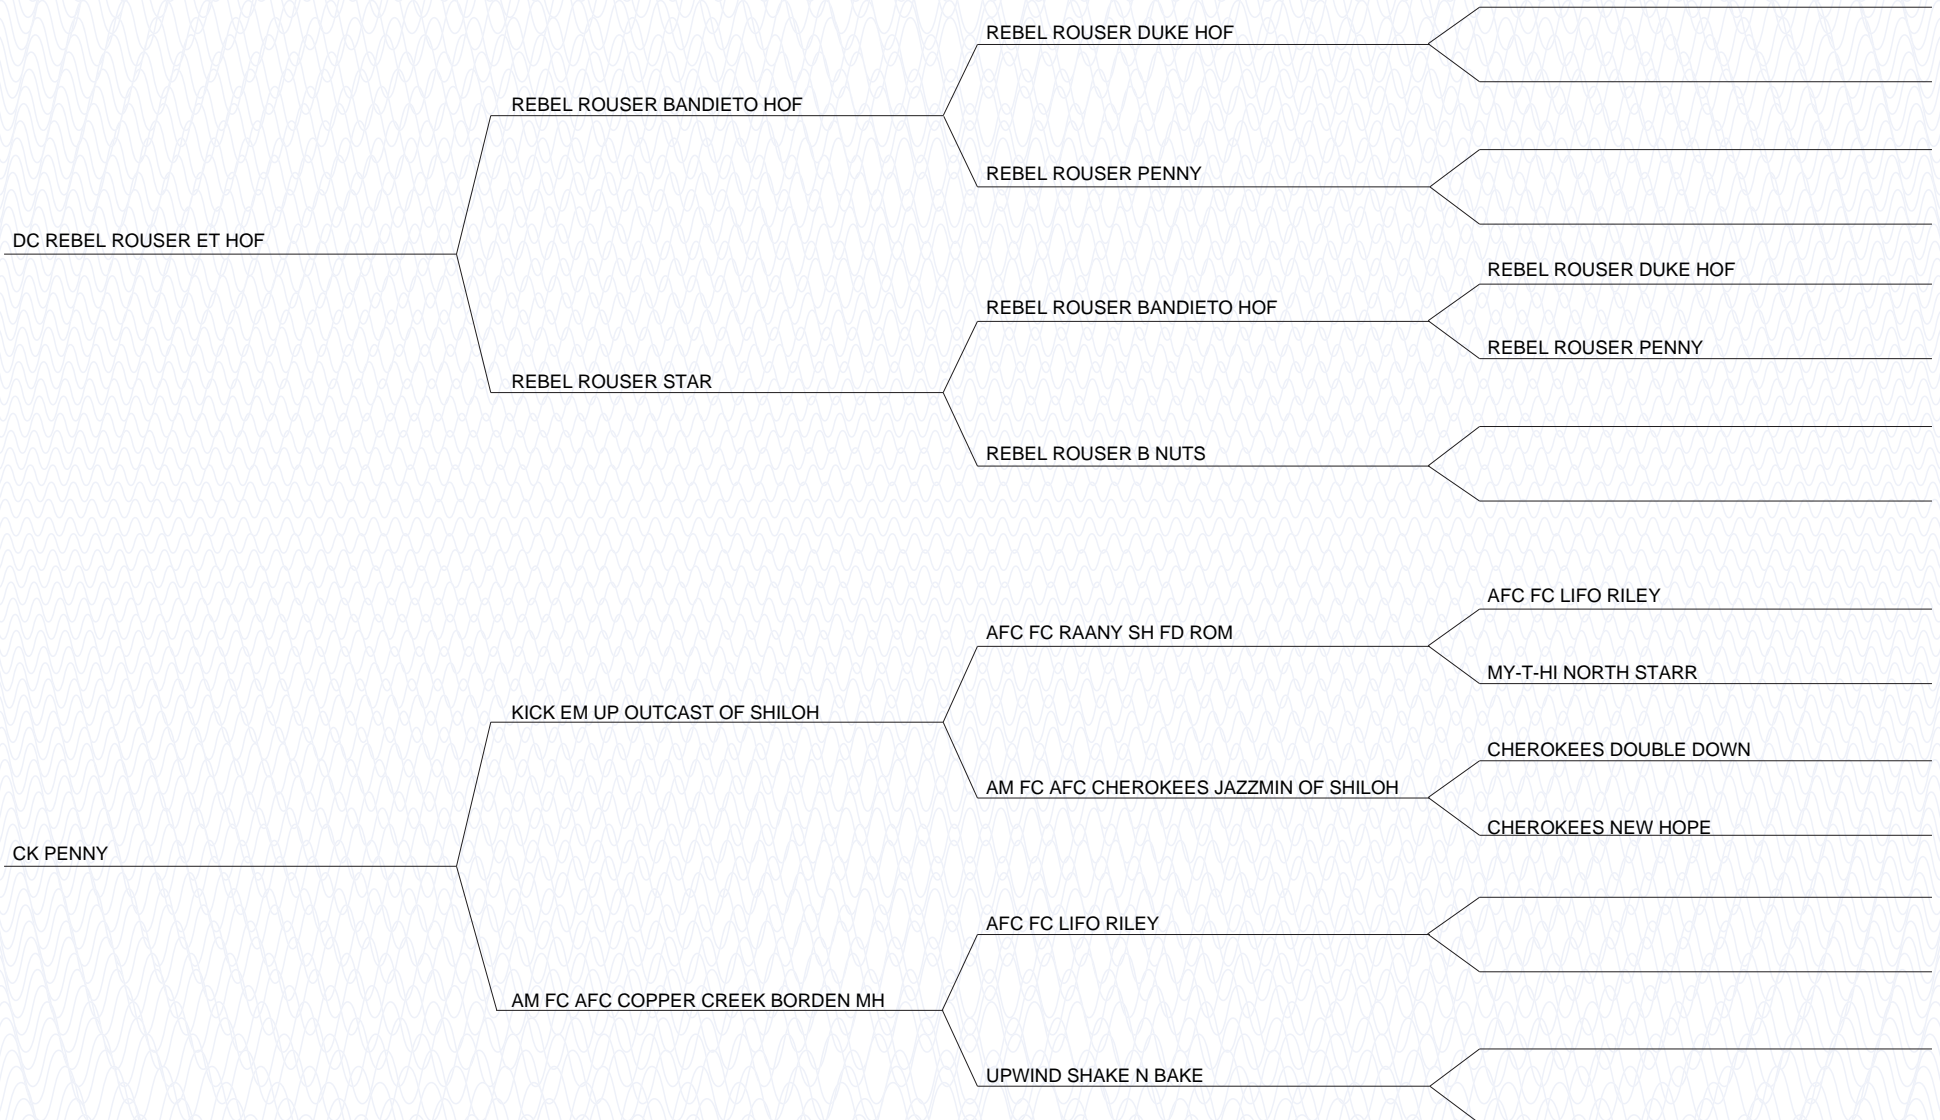 REBEL ROUSER DUKE HOF
REBEL ROUSER BANDIETO HOF
REBEL ROUSER PENNY
DC REBEL ROUSER ET HOF
REBEL ROUSER DUKE HOF
REBEL ROUSER BANDIETO HOF
REBEL ROUSER PENNY
REBEL ROUSER STAR
REBEL ROUSER B NUTS
AFC FC LIFO RILEY
AFC FC RAANY SH FD ROM
MY-T-HI NORTH STARR
KICK EM UP OUTCAST OF SHILOH
CHEROKEES DOUBLE DOWN
AM FC AFC CHEROKEES JAZZMIN OF SHILOH
CHEROKEES NEW HOPE
CK PENNY
AFC FC LIFO RILEY
AM FC AFC COPPER CREEK BORDEN MH
UPWIND SHAKE N BAKE